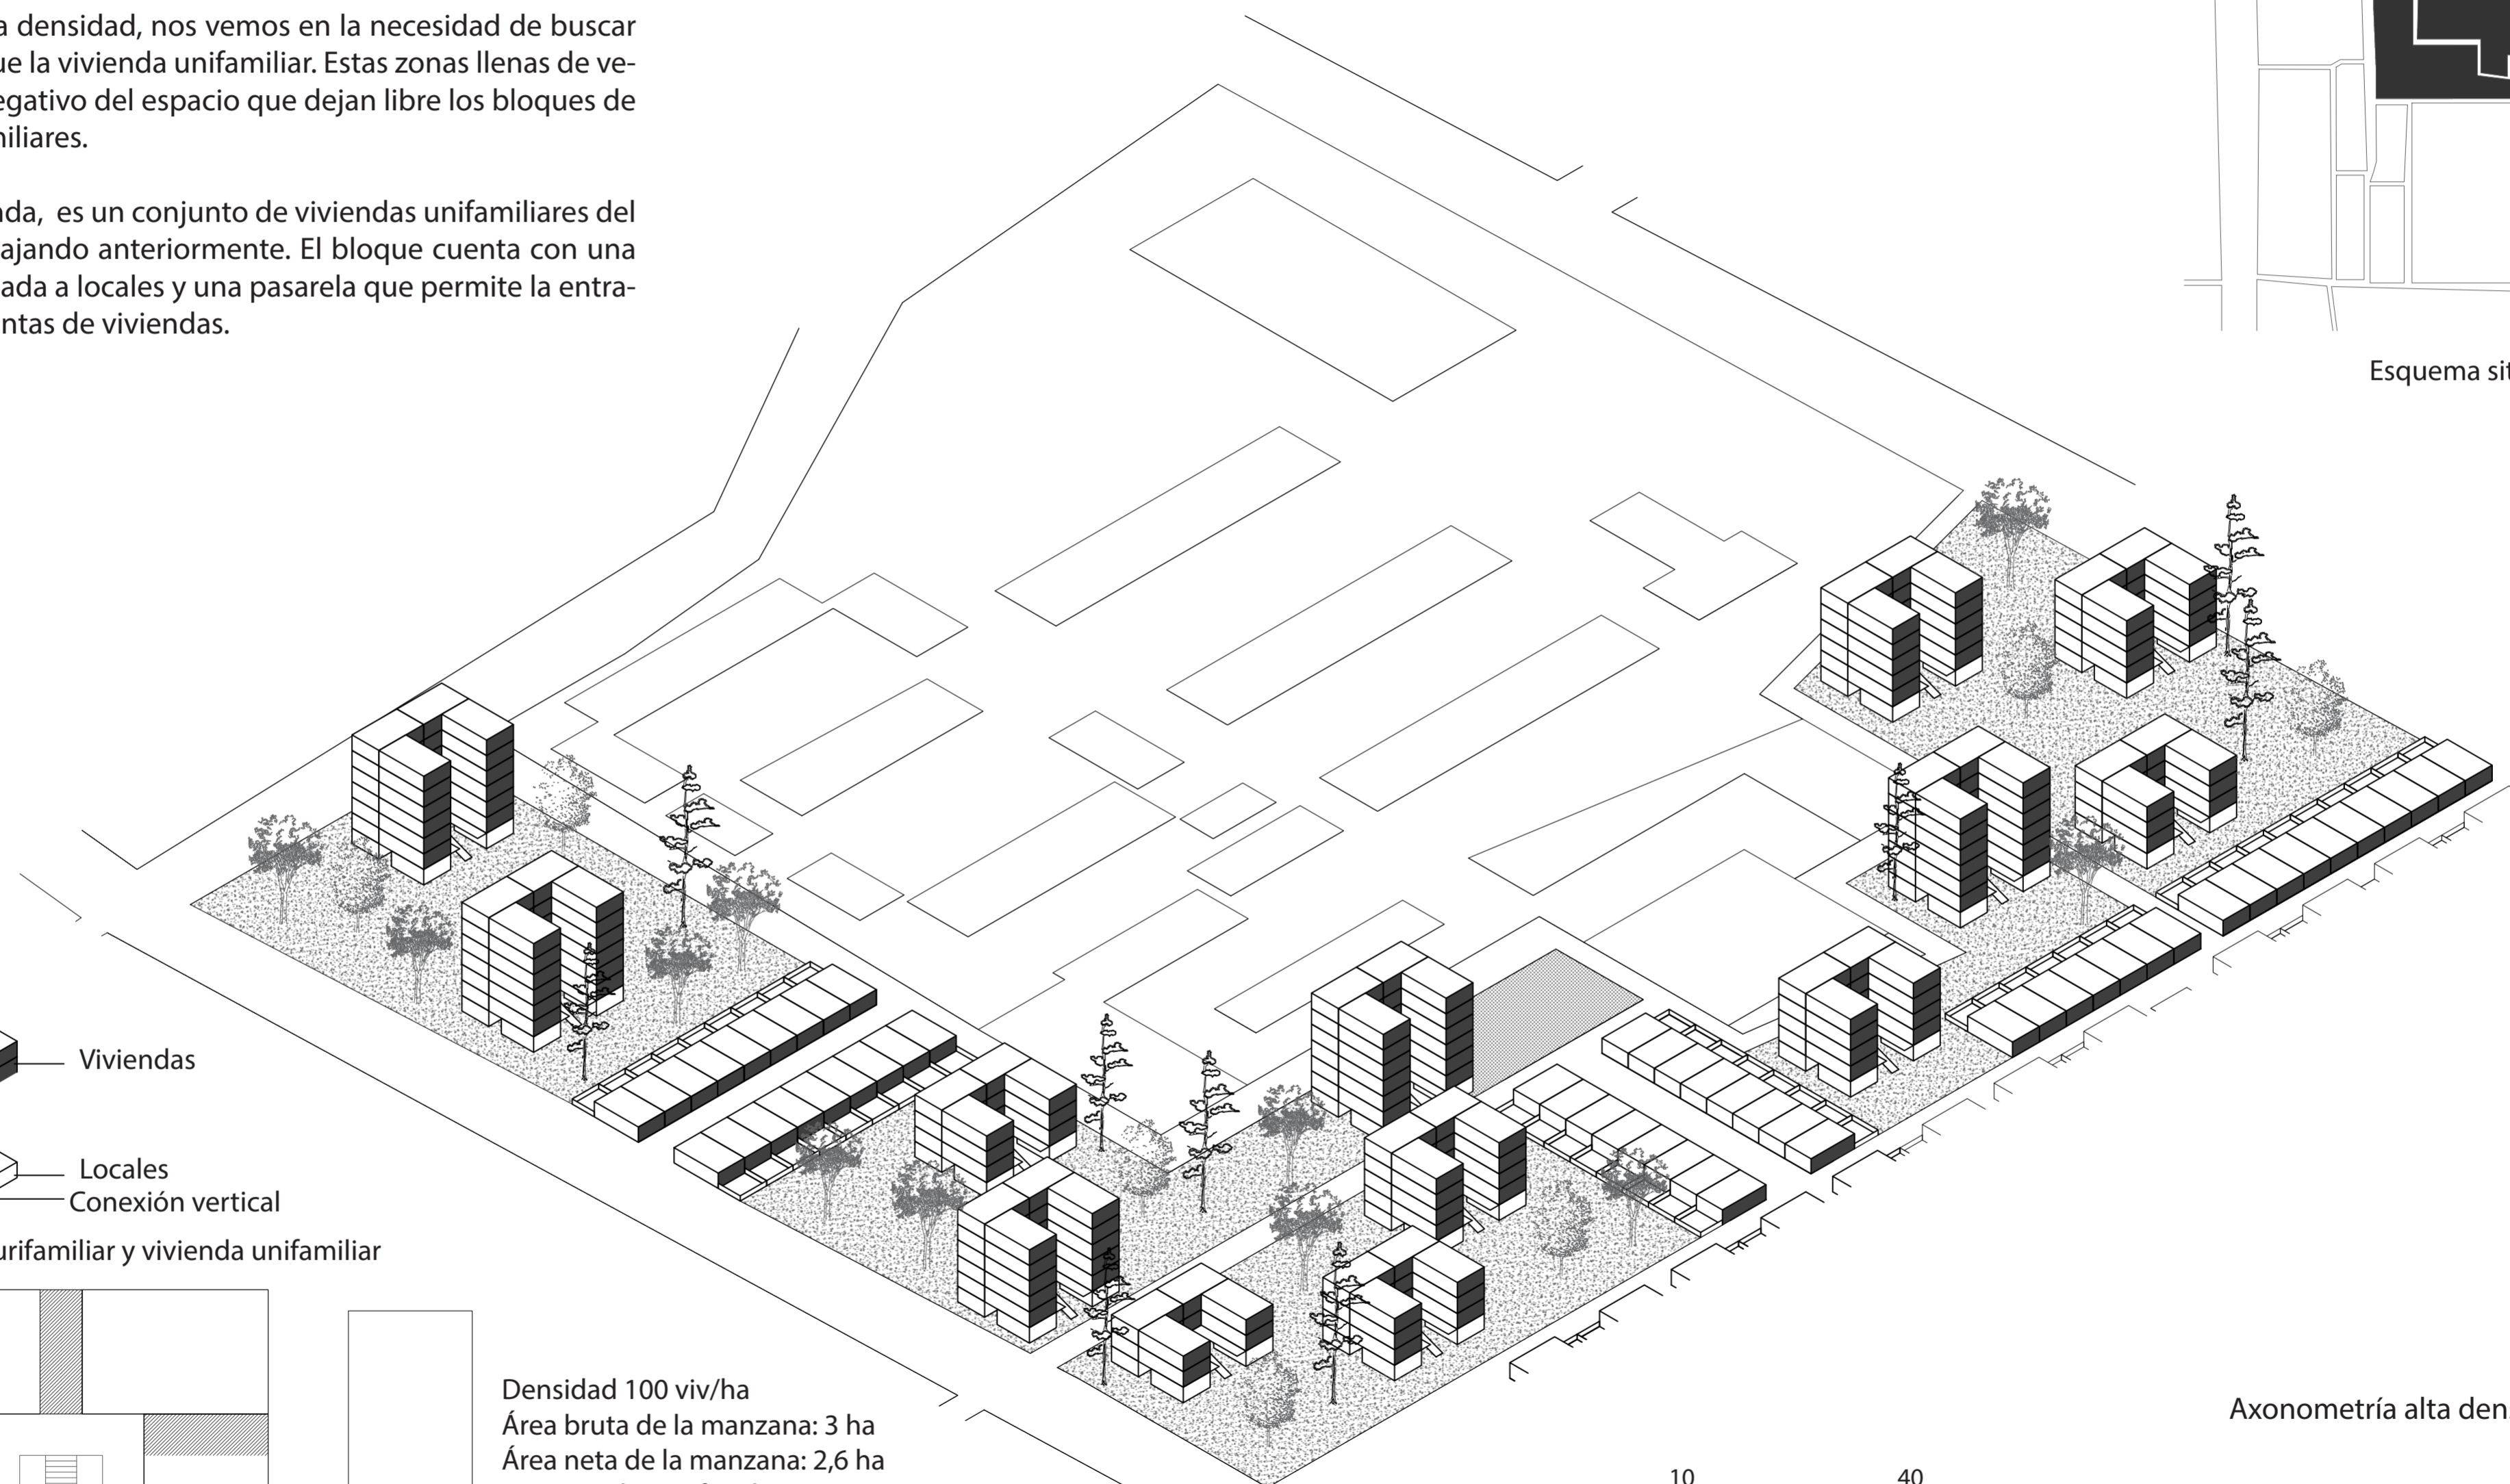 a densidad, nos vemos en la necesidad de buscar
ue la vivienda unifamiliar. Estas zonas llenas de ve-
egativo del espacio que dejan libre los bloques de
niliares.
nda, es un conjunto de viviendas unifamiliares del
ajando anteriormente. El bloque cuenta con una
ada a locales y una pasarela que permite la entra-
ntas de viviendas.
Esquema sit
Viviendas
Locales
Conexión vertical
urifamiliar y vivienda unifamiliar
Densidad 100 viv/ha
Área bruta de la manzana: 3 ha
Área neta de la manzana: 2,6 ha
Axonometría alta den
10 40